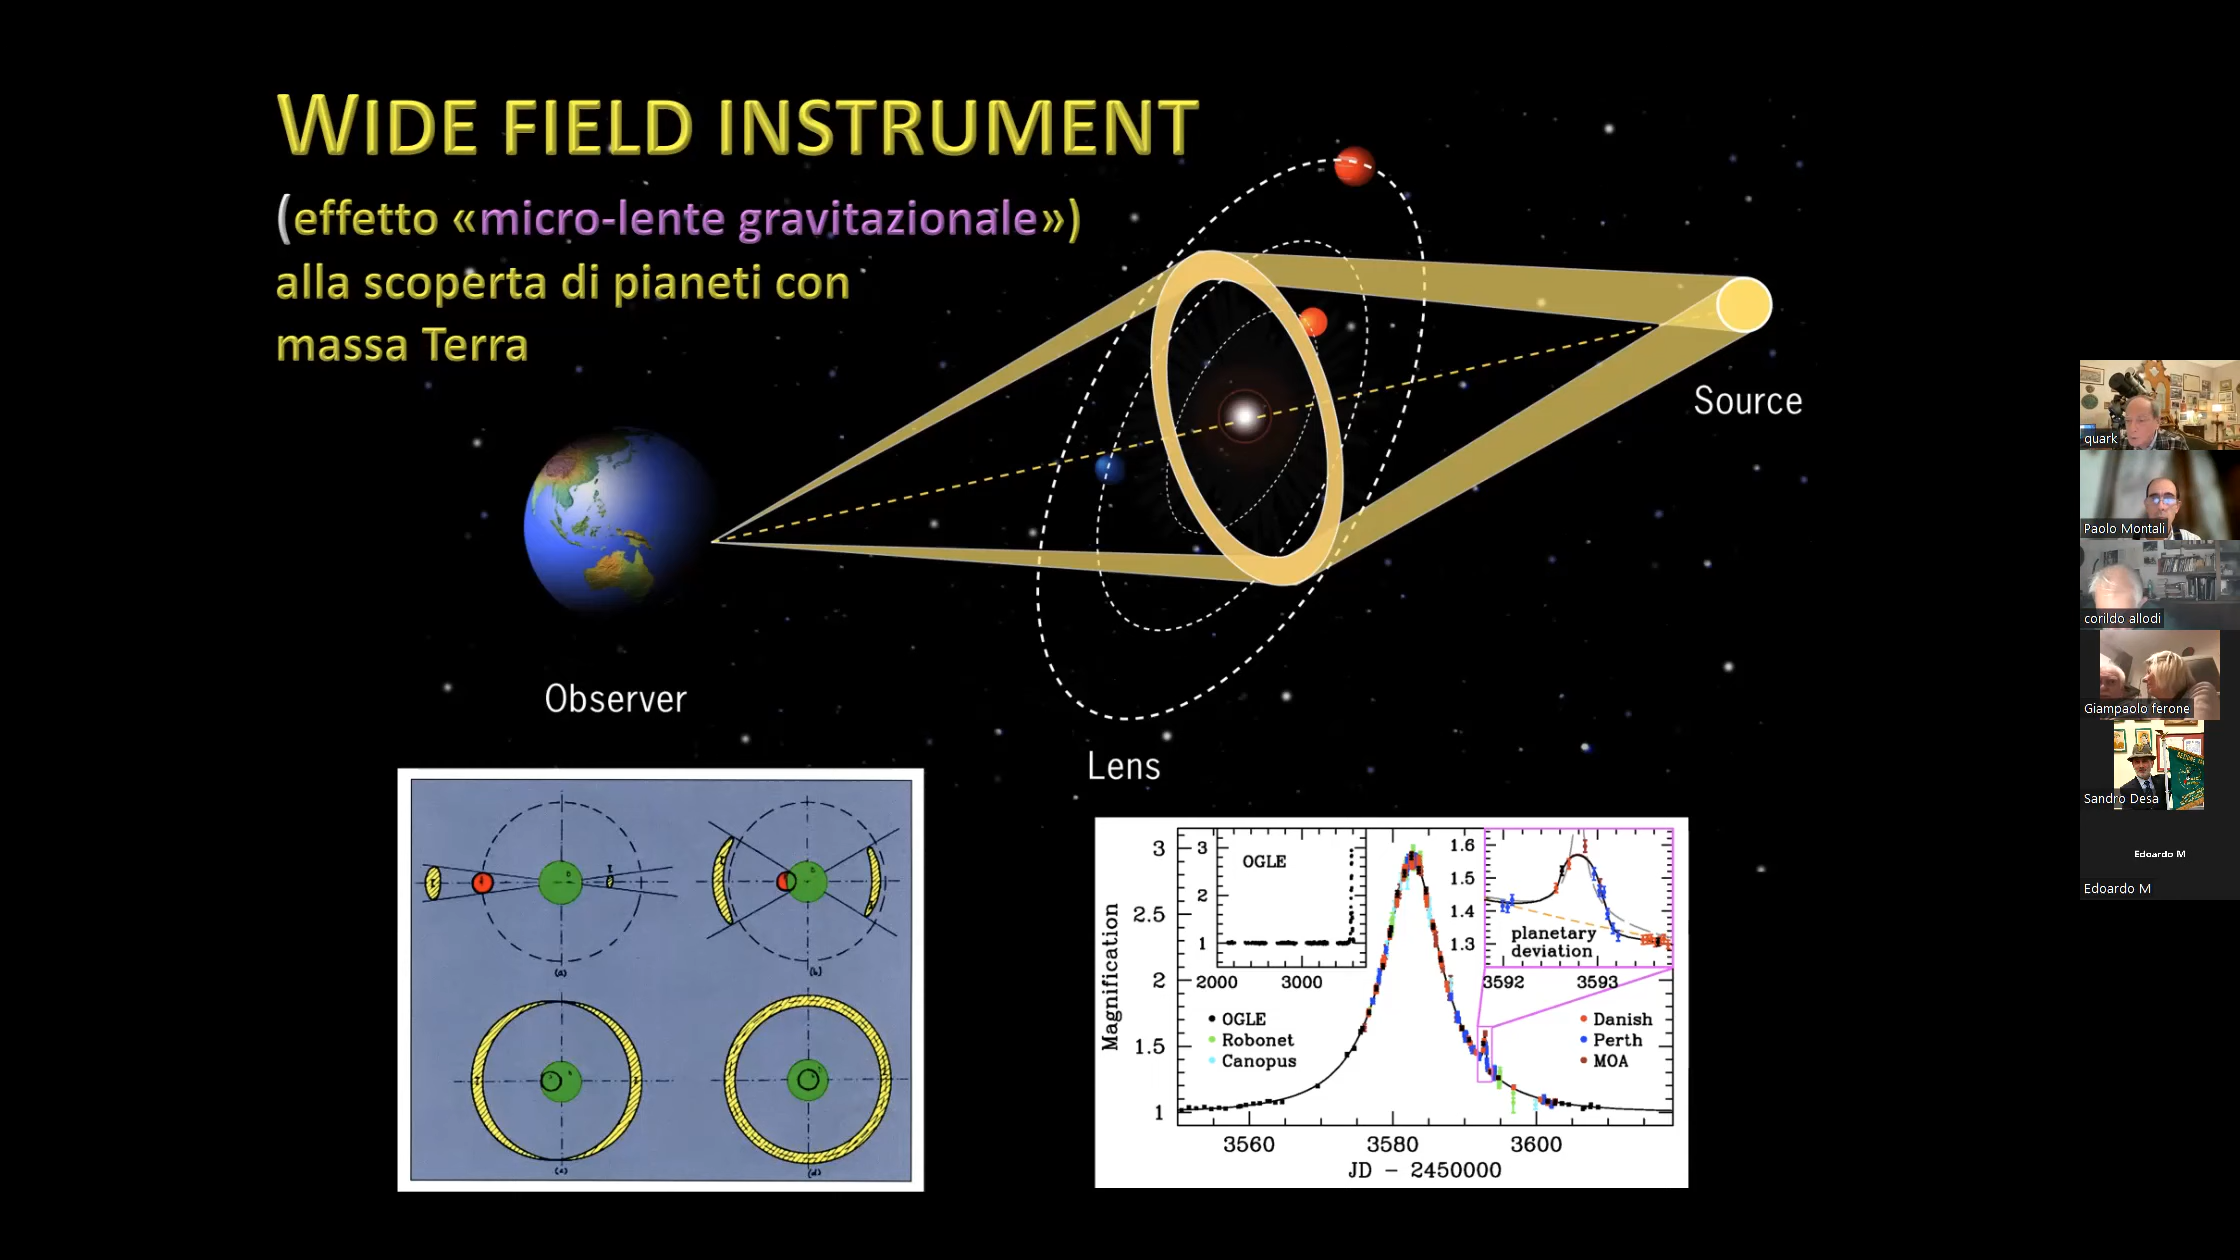 WIDE FIELD INSTRUMENT
(effetto «micro-lente gravitazionale»)
alla scoperta di pianeti con
massa Terra
Source
Observer
Lens
(a)
(b)
(c)
(d)
Magnification
3
2.5
2
1.5
1
3560
3580
3600
JD - 2450000
OGLE
3
2
1
2000
3000
1.6
1.5
1.4
1.3
planetary
deviation
3592
3593
OGLE
Robonet
Canopus
Danish
Perth
MOA
quark
Paolo Montali
corildo allodi
Giampaolo ferone
Sandro Desa
Edoardo M
Edoardo M